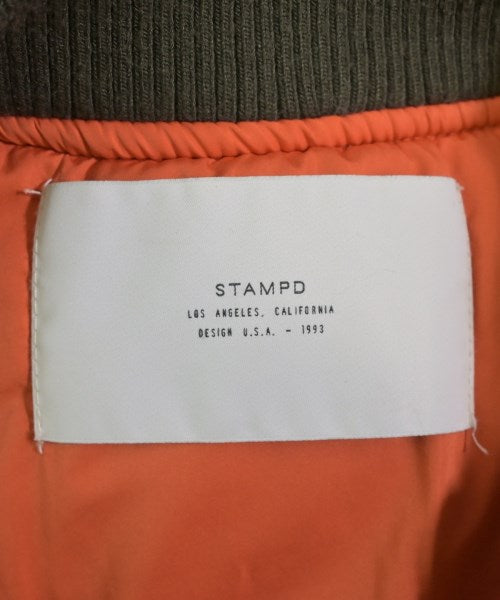 STAMPD
LOS ANGELES, CALIFORNIA
DESIGN U.S.A. - 1993